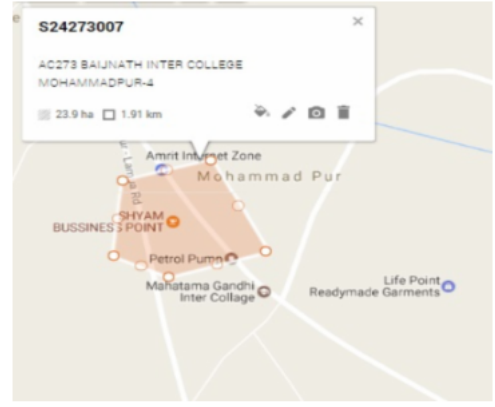 S24273007
AC273 BAIJNATH INTER COLLEGE
MOHAMMADPUR-4
23.9 ha 1.91 km
Amrit Internet Zone
Mohammad Pur
Rd
SHYAM
BUSSINESS POINT
Petrol Pump
Mahatama Gandhi
Inter Collage
Life Point
Readymade Garments